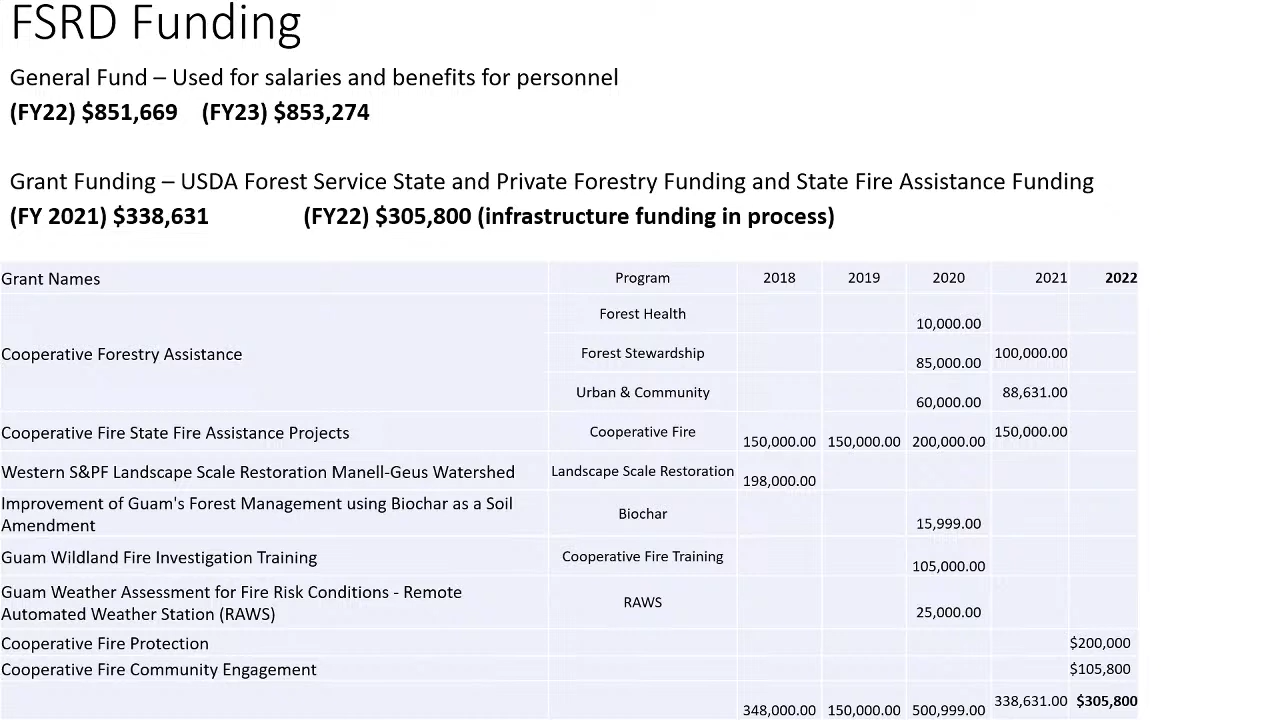 FSRD Funding
General Fund – Used for salaries and benefits for personnel
(FY22) $851,669 (FY23) $853,274
Grant Funding – USDA Forest Service State and Private Forestry Funding and State Fire Assistance Funding
(FY 2021) $338,631 (FY22) $305,800 (infrastructure funding in process)
Grant Names Program 2018 2019 2020 2021 2022
Cooperative Forestry Assistance
Forest Health 10,000.00
Forest Stewardship 85,000.00 100,000.00
Urban & Community 60,000.00 88,631.00
Cooperative Fire State Fire Assistance Projects Cooperative Fire 150,000.00 150,000.00 200,000.00 150,000.00
Western S&PF Landscape Scale Restoration Manell-Geus Watershed Landscape Scale Restoration 198,000.00
Improvement of Guam's Forest Management using Biochar as a Soil
Amendment Biochar 15,999.00
Guam Wildland Fire Investigation Training Cooperative Fire Training 105,000.00
Guam Weather Assessment for Fire Risk Conditions - Remote
Automated Weather Station (RAWS) RAWS 25,000.00
Cooperative Fire Protection $200,000
Cooperative Fire Community Engagement $105,800
348,000.00 150,000.00 500,999.00 338,631.00 $305,800